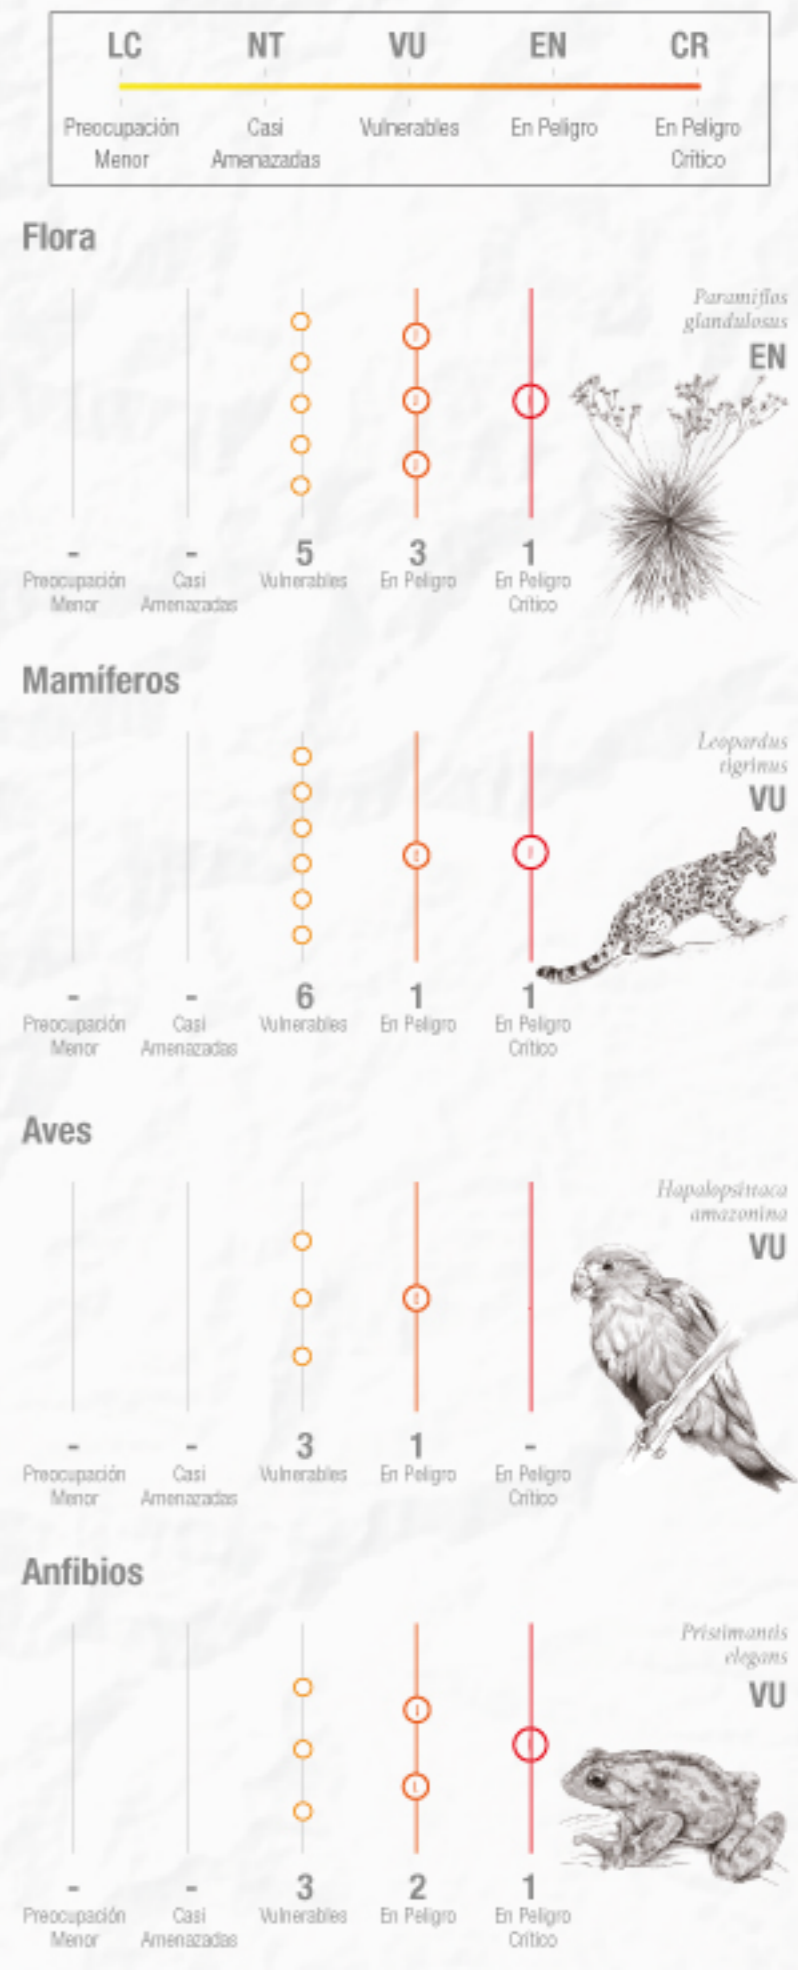 LC NT VU EN CR
Preocupación Casi Vulnerables En Peligro En Peligro
Menor Amenazadas Crítico
Flora
Paramiflos
glandulosus
EN
- - 5 3 1
Preocupación Casi Vulnerables En Peligro En Peligro
Menor Amenazadas Crítico
Mamíferos
Leopardus
tigrinus
VU
- - 6 1 1
Preocupación Casi Vulnerables En Peligro En Peligro
Menor Amenazadas Crítico
Aves
Hapalopsittaca
amazonina
VU
- - 3 1 -
Preocupación Casi Vulnerables En Peligro En Peligro
Menor Amenazadas Crítico
Anfibios
Pristimantis
elegans
VU
- - 3 2 1
Preocupación Casi Vulnerables En Peligro En Peligro
Menor Amenazadas Crítico